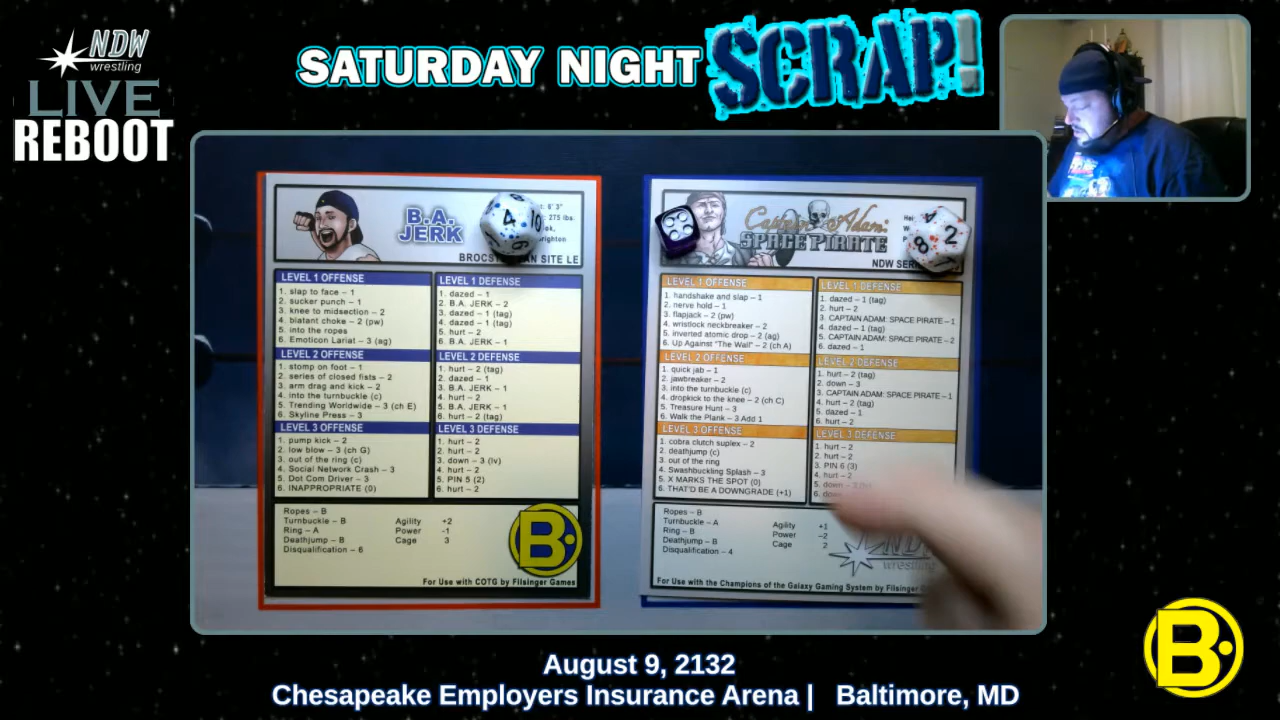 NDW
wrestling
LIVE
REBOOT
SATURDAY NIGHT SCRAP!
B.A.
JERK
4
10
6
6' 3"
275 lbs.
LEVEL 1 OFFENSE
1. slap to face – 1
2. sucker punch – 1
3. knee to midsection – 2
4. blatant choke – 2 (pw)
5. into the ropes
6. Emoticon Lariat – 3 (ag)
LEVEL 2 OFFENSE
1. stomp on foot – 1
2. series of closed fists – 2
3. arm drag and kick – 2
4. into the turnbuckle (c)
5. Trending Worldwide – 3 (ch E)
6. Skyline Press – 3
LEVEL 3 OFFENSE
1. pump kick – 2
2. low blow – 3 (ch G)
3. out of the ring (c)
4. Social Network Crash – 3
5. Dot Com Driver – 3
6. INAPPROPRIATE (0)
LEVEL 1 DEFENSE
1. dazed – 1
2. B.A. JERK – 2
3. dazed – 1 (tag)
4. dazed – 1 (tag)
5. hurt – 2
6. B.A. JERK – 1
LEVEL 2 DEFENSE
1. hurt – 2 (tag)
2. dazed – 1
3. B.A. JERK – 1
4. hurt – 2
5. B.A. JERK – 1
6. hurt – 2 (tag)
LEVEL 3 DEFENSE
1. hurt – 2
2. hurt – 2
3. down – 3 (lv)
4. hurt – 2
5. PIN 5 (2)
6. hurt – 2
Ropes – B
Turnbuckle – B
Ring – A
Deathjump – B
Disqualification – 6
Agility +2
Power -1
Cage 3
B
For Use with COTG by Filsinger Games
Captain Adam:
SPACE PIRATE
4
2
8
LEVEL 1 OFFENSE
1. handshake and slap – 1
2. nerve hold – 1
3. flapjack – 2 (pw)
4. wristlock neckbreaker – 2
5. inverted atomic drop – 2 (ag)
6. Up Against "The Wall" – 2 (ch A)
LEVEL 2 OFFENSE
1. quick jab – 1
2. jawbreaker – 2
3. into the turnbuckle (c)
4. dropkick to the knee – 2 (ch C)
5. Treasure Hunt – 3
6. Walk the Plank – 3 Add 1
LEVEL 3 OFFENSE
1. cobra clutch suplex – 2
2. deathjump (c)
3. out of the ring
4. Swashbuckling Splash – 3
5. X MARKS THE SPOT (0)
6. THAT'D BE A DOWNGRADE (+1)
LEVEL 1 DEFENSE
1. dazed – 1 (tag)
2. hurt – 2
3. CAPTAIN ADAM: SPACE PIRATE – 1
4. dazed – 1 (tag)
5. CAPTAIN ADAM: SPACE PIRATE – 2
6. dazed – 1
LEVEL 2 DEFENSE
1. hurt – 2 (tag)
2. down – 3
3. CAPTAIN ADAM: SPACE PIRATE – 1
4. hurt – 2 (tag)
5. dazed – 1
6. hurt – 2
LEVEL 3 DEFENSE
1. hurt – 2
2. hurt – 2
3. PIN 6 (3)
4. hurt – 2
5. down
6.
Ropes – B
Turnbuckle – A
Ring – B
Deathjump – B
Disqualification – 4
Agility +1
Power –2
Cage 2
NDW
wrestling
For Use with the Champions of the Galaxy Gaming System by Filsinger
August 9, 2132
Chesapeake Employers Insurance Arena | Baltimore, MD
B